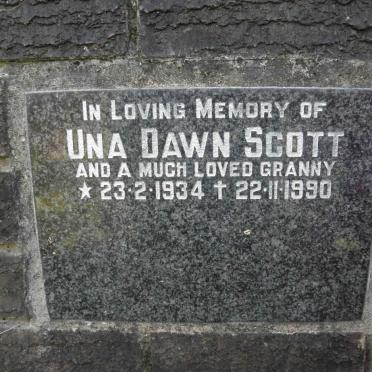 In Loving Memory of
Una Dawn Scott
and a much loved granny
★ 23·2·1934 ✝ 22·11·1990